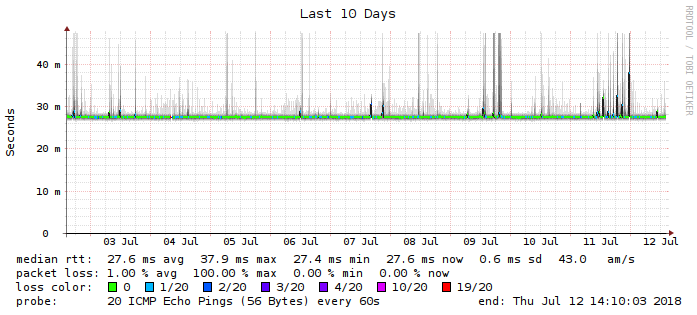 Last 10 Days
RRDTOOL / TOBI OETIKER
Seconds
40 m
30 m
20 m
10 m
0
03 Jul 04 Jul 05 Jul 06 Jul 07 Jul 08 Jul 09 Jul 10 Jul 11 Jul 12 Jul
median rtt: 27.6 ms avg 37.9 ms max 27.4 ms min 27.6 ms now 0.6 ms sd 43.0 am/s
packet loss: 1.00 % avg 100.00 % max 0.00 % min 0.00 % now
loss color: 0 1/20 2/20 3/20 4/20 10/20 19/20
probe: 20 ICMP Echo Pings (56 Bytes) every 60s end: Thu Jul 12 14:10:03 2018